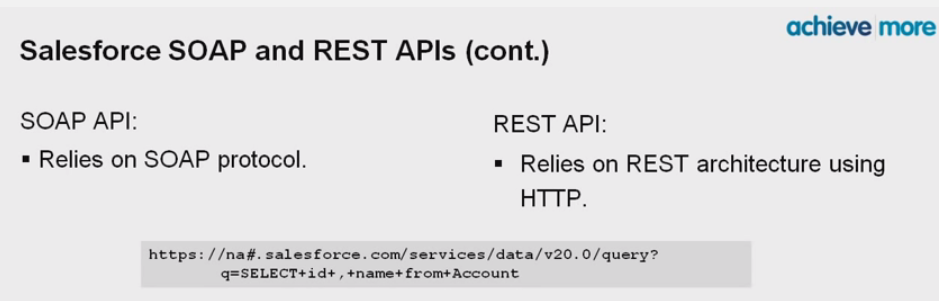 achieve more
Salesforce SOAP and REST APIs (cont.)
SOAP API:
▪ Relies on SOAP protocol.
REST API:
▪ Relies on REST architecture using
HTTP.
https://na#.salesforce.com/services/data/v20.0/query?
q=SELECT+id+,+name+from+Account